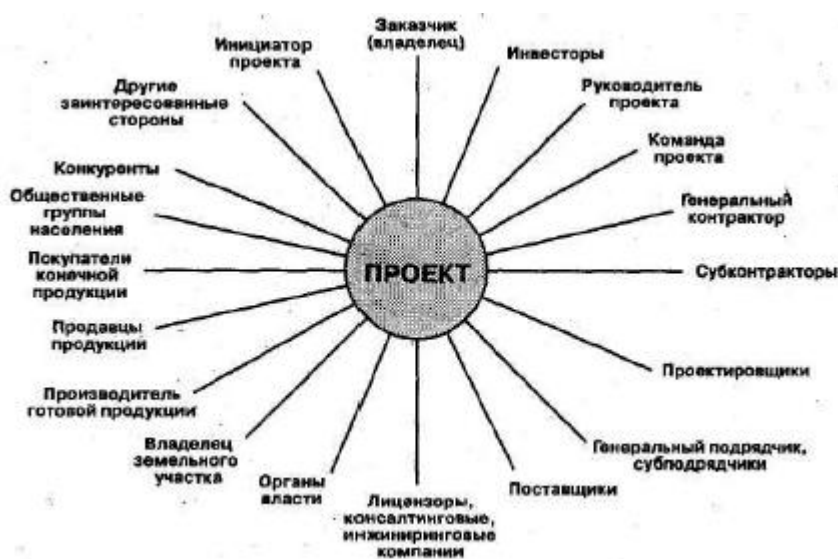 Заказчик
(владелец)
Инвесторы
Руководитель
проекта
Команда
проекта
Генеральный
контрактор
Субконтракторы
Проектировщики
Генеральный подрядчик,
субподрядчики
Поставщики
Лицензоры,
консалтинговые,
инжиниринговые
компании
Органы
власти
Владелец
земельного
участка
Производитель
готовой продукции
Продавцы
продукции
Покупатели
конечной
продукции
Общественные
группы
населения
Конкуренты
Другие
заинтересованные
стороны
Инициатор
проекта
ПРОЕКТ